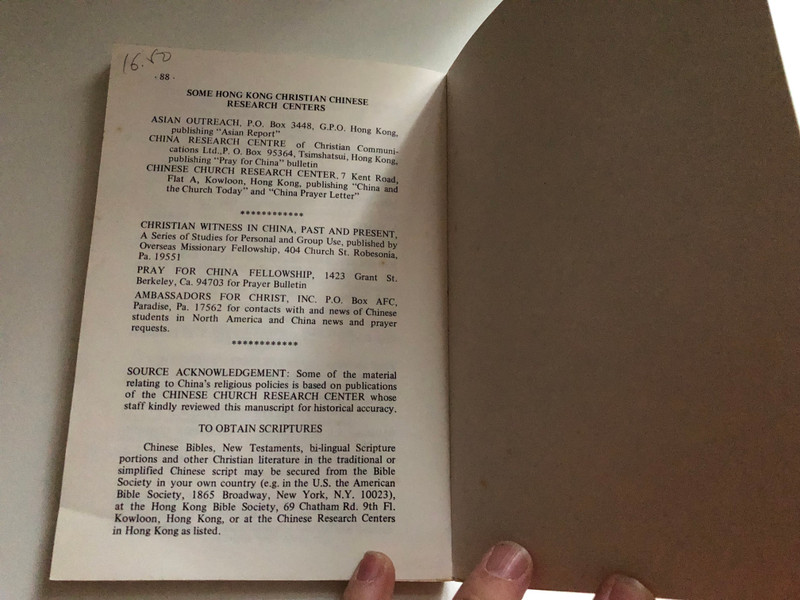 16.50
- 88 -
SOME HONG KONG CHRISTIAN CHINESE
RESEARCH CENTERS
ASIAN OUTREACH, P.O. Box 3448, G.P.O. Hong Kong,
publishing "Asian Report"
CHINA RESEARCH CENTRE of Christian Communi-
cations Ltd., P. O. Box 95364, Tsimshatsui, Hong Kong,
publishing "Pray for China" bulletin
CHINESE CHURCH RESEARCH CENTER, 7 Kent Road,
Flat A, Kowloon, Hong Kong, publishing "China and
the Church Today" and "China Prayer Letter"
************
CHRISTIAN WITNESS IN CHINA, PAST AND PRESENT,
A Series of Studies for Personal and Group Use, published by
Overseas Missionary Fellowship, 404 Church St. Robesonia,
Pa. 19551
PRAY FOR CHINA FELLOWSHIP, 1423 Grant St.
Berkeley, Ca. 94703 for Prayer Bulletin
AMBASSADORS FOR CHRIST, INC. P.O. Box AFC,
Paradise, Pa. 17562 for contacts with and news of Chinese
students in North America and China news and prayer
requests.
************
SOURCE ACKNOWLEDGEMENT: Some of the material
relating to China's religious policies is based on publications
of the CHINESE CHURCH RESEARCH CENTER whose
staff kindly reviewed this manuscript for historical accuracy.
TO OBTAIN SCRIPTURES
Chinese Bibles, New Testaments, bi-lingual Scripture
portions and other Christian literature in the traditional or
simplified Chinese script may be secured from the Bible
Society in your own country (e.g. in the U.S. the American
Bible Society, 1865 Broadway, New York, N.Y. 10023),
at the Hong Kong Bible Society, 69 Chatham Rd. 9th Fl.
Kowloon, Hong Kong, or at the Chinese Research Centers
in Hong Kong as listed.